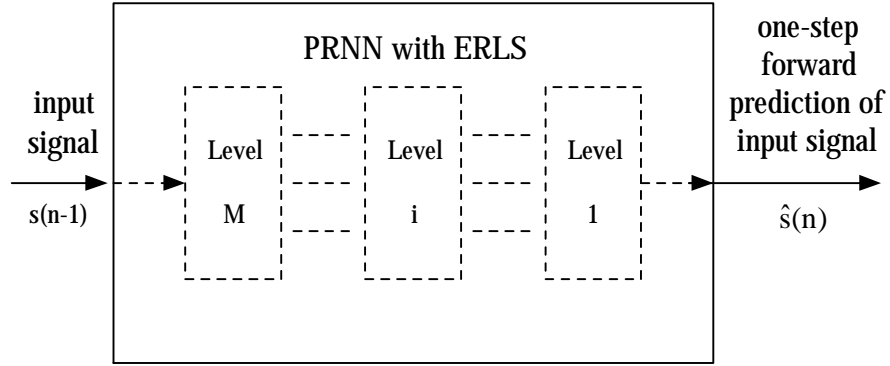 PRNN with ERLS
input
signal
s(n-1)
Level
M
Level
i
Level
1
one-step
forward
prediction of
input signal
ŝ(n)